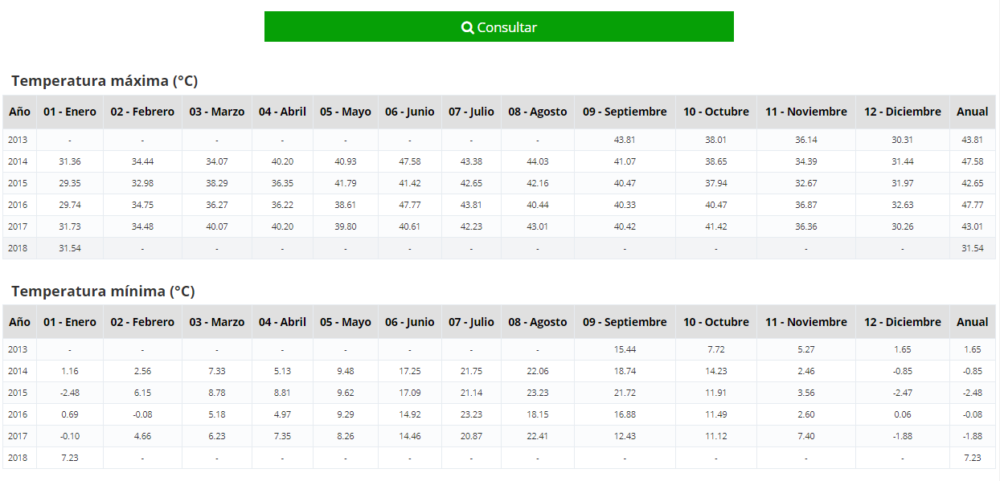 Consultar
Temperatura máxima (°C)
Año 01 - Enero 02 - Febrero 03 - Marzo 04 - Abril 05 - Mayo 06 - Junio 07 - Julio 08 - Agosto 09 - Septiembre 10 - Octubre 11 - Noviembre 12 - Diciembre Anual
2013 - - - - - - - - 43.81 38.01 36.14 30.31 43.81
2014 31.36 34.44 34.07 40.20 40.93 47.58 43.38 44.03 41.07 38.65 34.39 31.44 47.58
2015 29.35 32.98 38.29 36.35 41.79 41.42 42.65 42.16 40.47 37.94 32.67 31.97 42.65
2016 29.74 34.75 36.27 36.22 38.61 47.77 43.81 40.44 40.33 40.47 36.87 32.63 47.77
2017 31.73 34.48 40.07 40.20 39.80 40.61 42.23 43.01 40.42 41.42 36.36 30.26 43.01
2018 31.54 - - - - - - - - - - - 31.54
Temperatura mínima (°C)
Año 01 - Enero 02 - Febrero 03 - Marzo 04 - Abril 05 - Mayo 06 - Junio 07 - Julio 08 - Agosto 09 - Septiembre 10 - Octubre 11 - Noviembre 12 - Diciembre Anual
2013 - - - - - - - - 15.44 7.72 5.27 1.65 1.65
2014 1.16 2.56 7.33 5.13 9.48 17.25 21.75 22.06 18.74 14.23 2.46 -0.85 -0.85
2015 -2.48 6.15 8.78 8.81 9.62 17.09 21.14 23.23 21.72 11.91 3.56 -2.47 -2.48
2016 0.69 -0.08 5.18 4.97 9.29 14.92 23.23 18.15 16.88 11.49 2.60 0.06 -0.08
2017 -0.10 4.66 6.23 7.35 8.26 14.46 20.87 22.41 12.43 11.12 7.40 -1.88 -1.88
2018 7.23 - - - - - - - - - - - 7.23